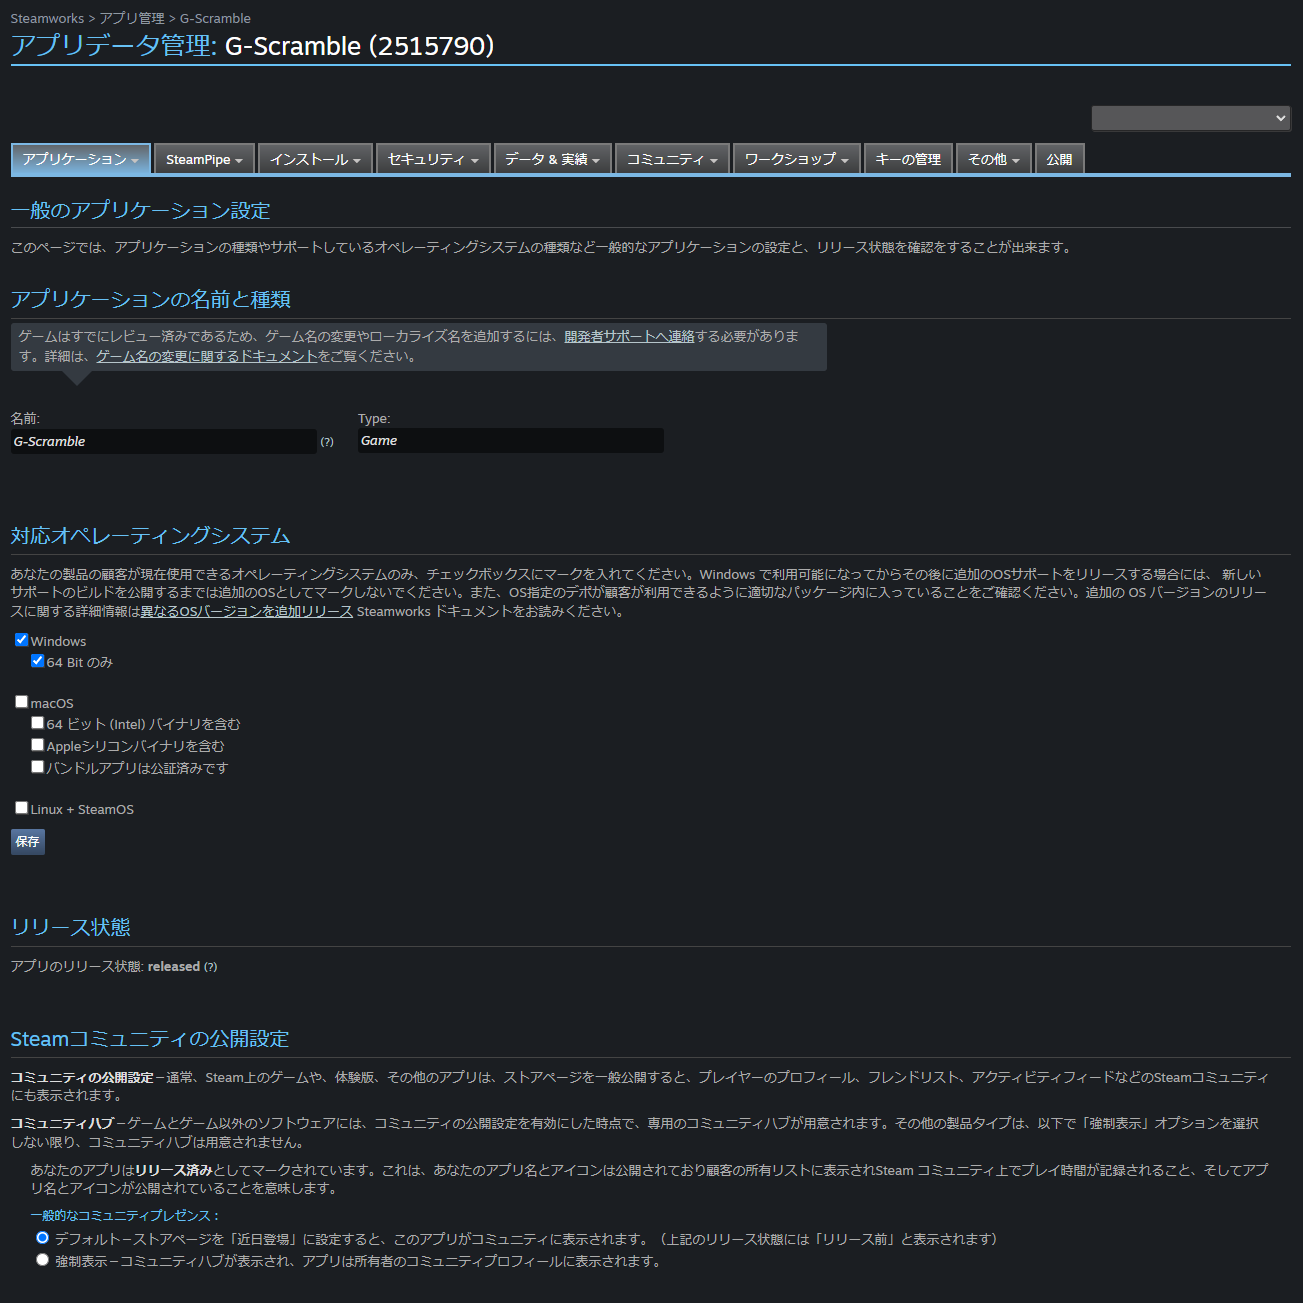 Steamworks > アプリ管理 > G-Scramble
アプリデータ管理: G-Scramble (2515790)
アプリケーション SteamPipe インストール セキュリティ データ & 実績 コミュニティ ワークショップ キーの管理 その他 公開
一般のアプリケーション設定
このページでは、アプリケーションの種類やサポートしているオペレーティングシステムの種類など一般的なアプリケーションの設定と、リリース状態を確認をすることが出来ます。
アプリケーションの名前と種類
ゲームはすでにレビュー済みであるため、ゲーム名の変更やローカライズ名を追加するには、開発者サポートへ連絡する必要がありま
す。詳細は、ゲーム名の変更に関するドキュメントをご覧ください。
名前: Type:
G-Scramble (?) Game
対応オペレーティングシステム
あなたの製品の顧客が現在使用できるオペレーティングシステムのみ、チェックボックスにマークを入れてください。Windows で利用可能になってからその後に追加のOSサポートをリリースする場合には、 新しい
サポートのビルドを公開するまでは追加のOSとしてマークしないでください。また、OS指定のデポが顧客が利用できるように適切なパッケージ内に入っていることをご確認ください。追加の OS バージョンのリリー
スに関する詳細情報は異なるOSバージョンを追加リリース Steamworks ドキュメントをお読みください。
Windows
64 Bit のみ
macOS
64 ビット (Intel) バイナリを含む
Appleシリコンバイナリを含む
バンドルアプリは公証済みです
Linux + SteamOS
保存
リリース状態
アプリのリリース状態: released (?)
Steamコミュニティの公開設定
コミュニティの公開設定－通常、Steam上のゲームや、体験版、その他のアプリは、ストアページを一般公開すると、プレイヤーのプロフィール、フレンドリスト、アクティビティフィードなどのSteamコミュニティ
にも表示されます。
コミュニティハブ－ゲームとゲーム以外のソフトウェアには、コミュニティの公開設定を有効にした時点で、専用のコミュニティハブが用意されます。その他の製品タイプは、以下で「強制表示」オプションを選択
しない限り、コミュニティハブは用意されません。
あなたのアプリはリリース済みとしてマークされています。これは、あなたのアプリ名とアイコンは公開されており顧客の所有リストに表示されSteam コミュニティ上でプレイ時間が記録されること、そしてアプ
リ名とアイコンが公開されていることを意味します。
一般的なコミュニティプレゼンス：
デフォルト－ストアページを「近日登場」に設定すると、このアプリがコミュニティに表示されます。（上記のリリース状態には「リリース前」と表示されます）
強制表示－コミュニティハブが表示され、アプリは所有者のコミュニティプロフィールに表示されます。